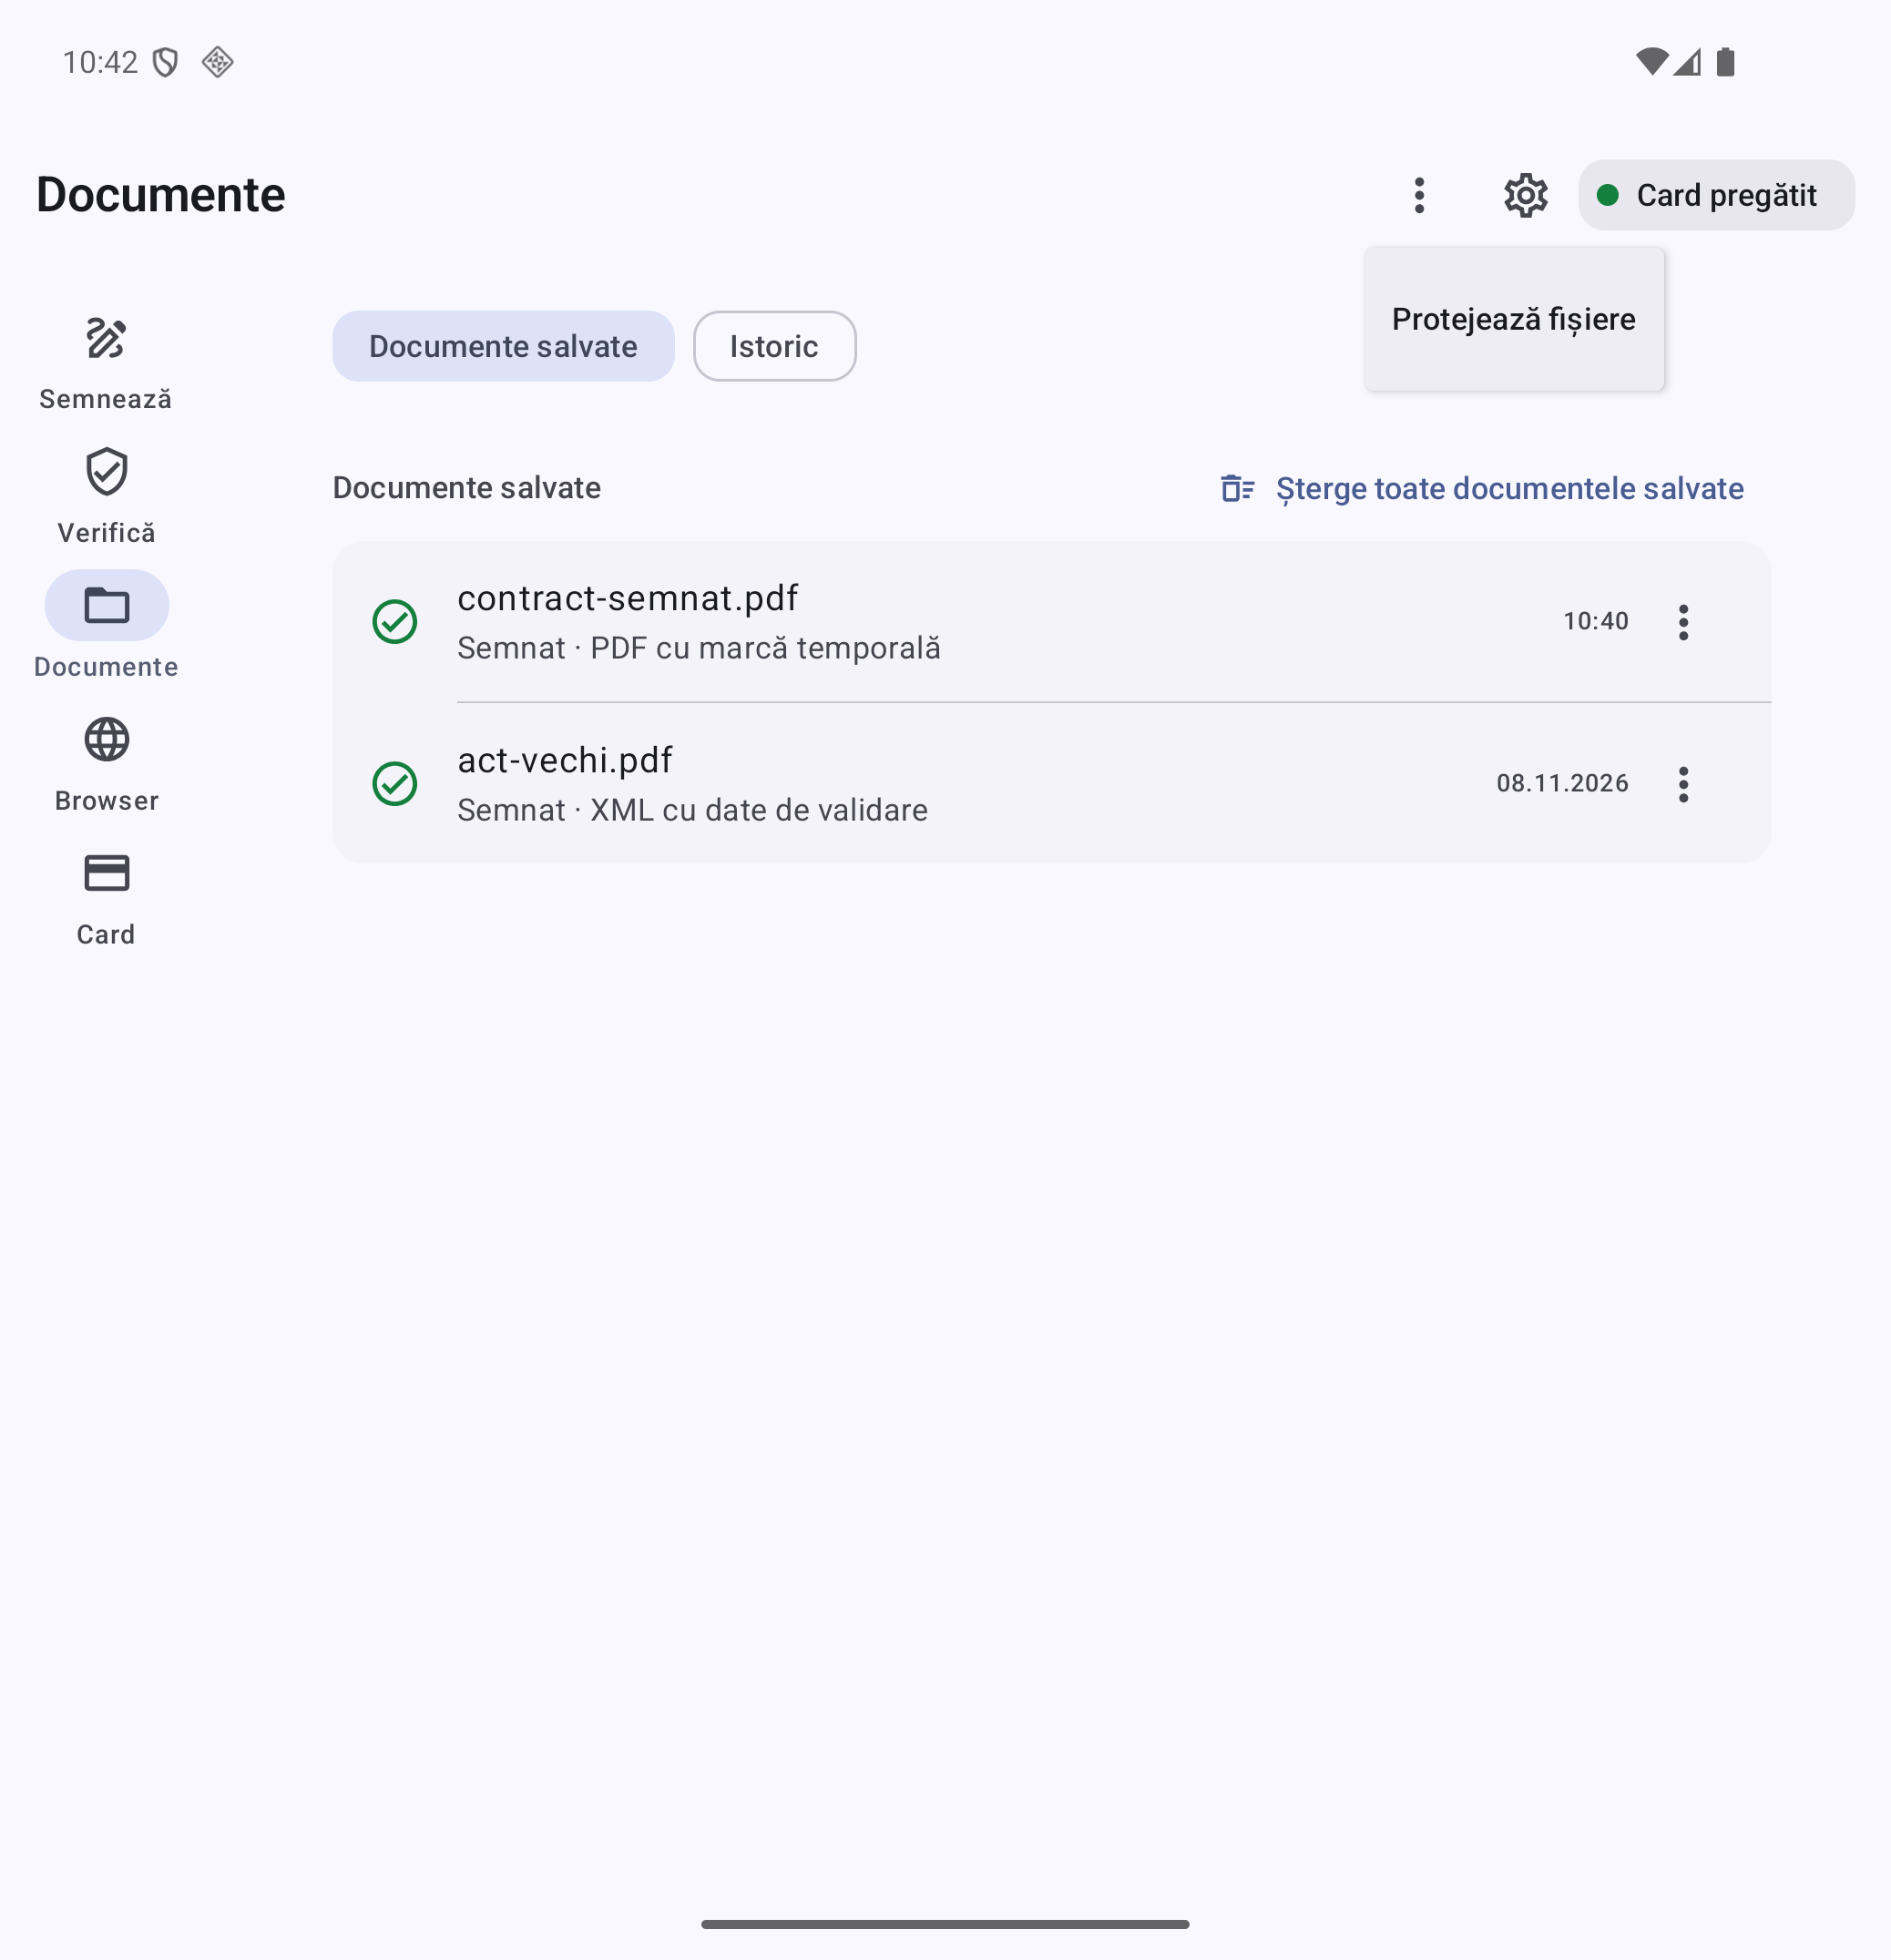 10:42
Documente
Card pregătit
Protejează fișiere
Semnează
Verifică
Documente
Browser
Card
Documente salvate
Istoric
Documente salvate
Șterge toate documentele salvate
contract-semnat.pdf
Semnat · PDF cu marcă temporală
10:40
act-vechi.pdf
Semnat · XML cu date de validare
08.11.2026